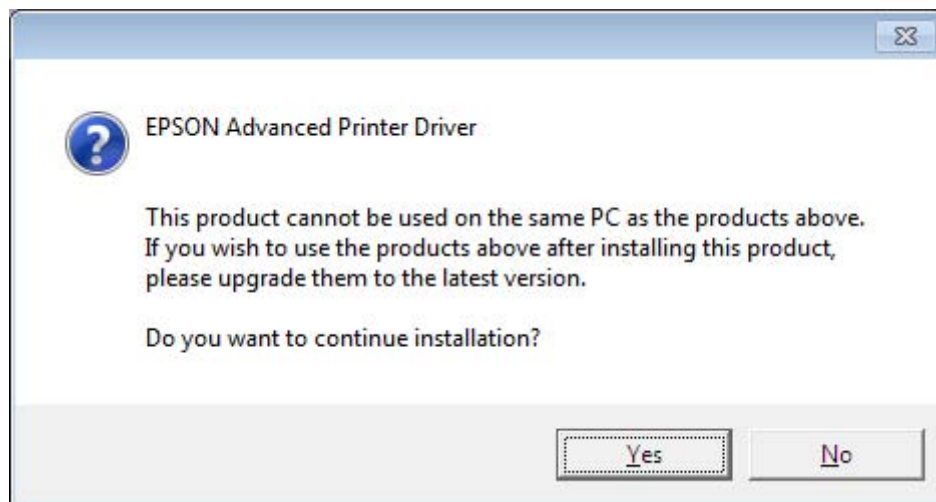 EPSON Advanced Printer Driver
This product cannot be used on the same PC as the products above.
If you wish to use the products above after installing this product,
please upgrade them to the latest version.
Do you want to continue installation?
Yes
No